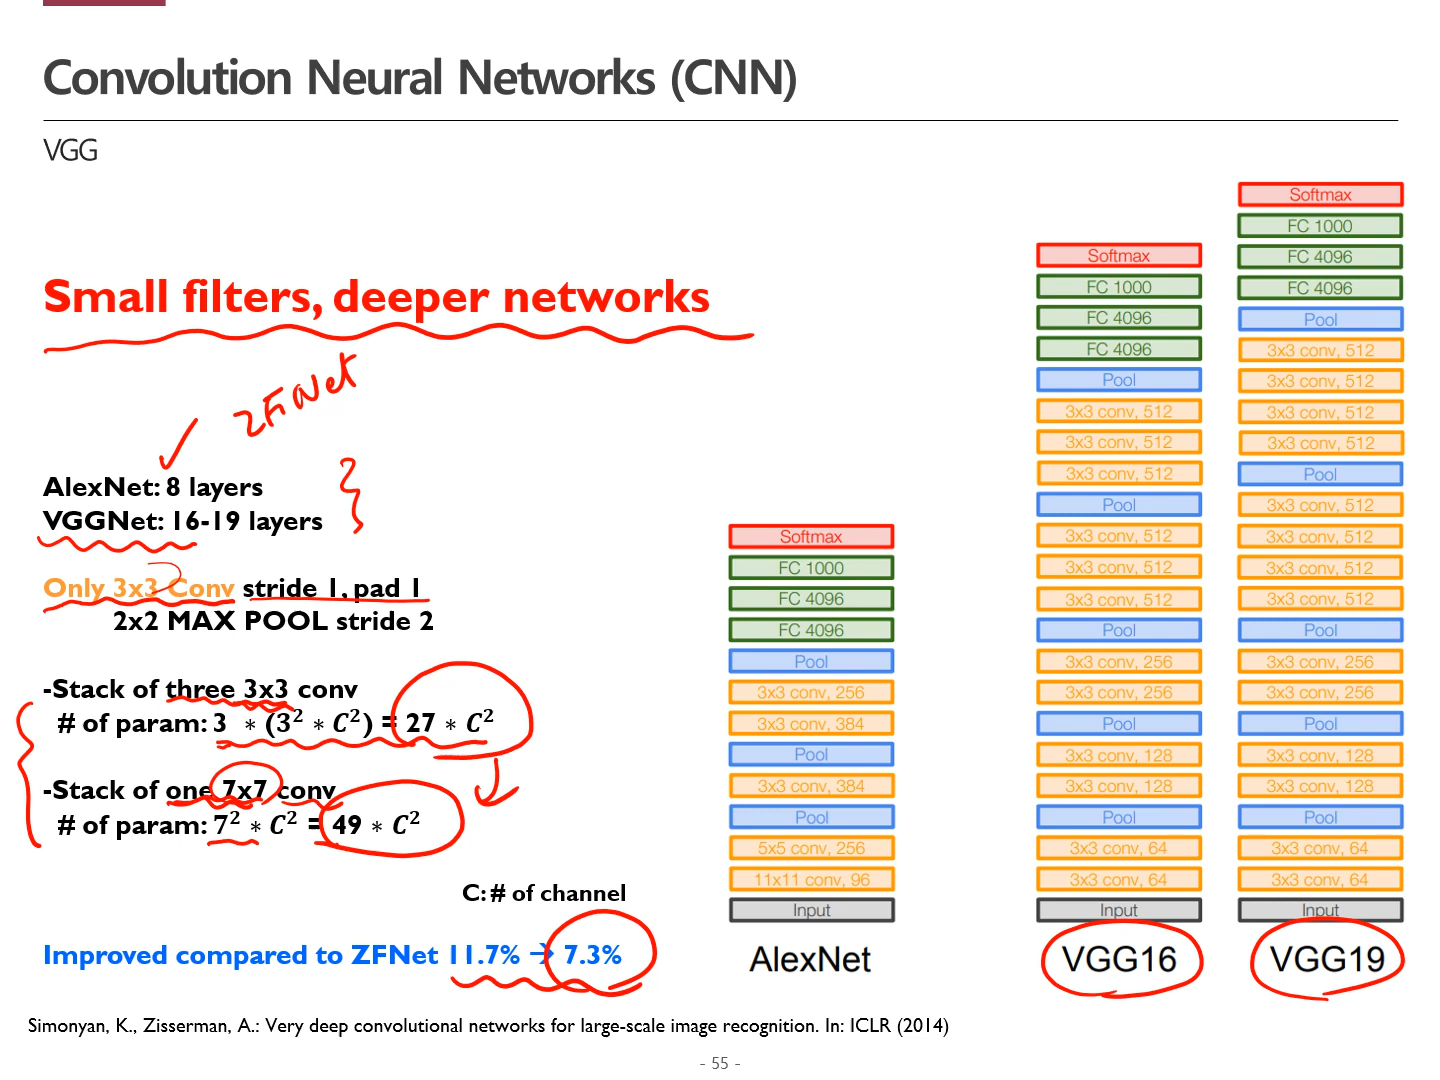 Convolution Neural Networks (CNN)
VGG
Small filters, deeper networks
ZFNet
AlexNet: 8 layers
VGGNet: 16-19 layers
Only 3x3 Conv stride 1, pad 1
2x2 MAX POOL stride 2
-Stack of three 3x3 conv
# of param: 3 ∗ (3² ∗ C²) = 27 ∗ C²
-Stack of one 7x7 conv
# of param: 7² ∗ C² = 49 ∗ C²
C: # of channel
Improved compared to ZFNet 11.7% → 7.3%
Softmax
FC 1000
FC 4096
FC 4096
Pool
3x3 conv, 256
3x3 conv, 384
Pool
3x3 conv, 384
Pool
5x5 conv, 256
11x11 conv, 96
Input
AlexNet
Softmax
FC 1000
FC 4096
FC 4096
Pool
3x3 conv, 512
3x3 conv, 512
3x3 conv, 512
Pool
3x3 conv, 512
3x3 conv, 512
3x3 conv, 512
Pool
3x3 conv, 256
3x3 conv, 256
Pool
3x3 conv, 128
3x3 conv, 128
Pool
3x3 conv, 64
3x3 conv, 64
Input
VGG16
Softmax
FC 1000
FC 4096
FC 4096
Pool
3x3 conv, 512
3x3 conv, 512
3x3 conv, 512
3x3 conv, 512
Pool
3x3 conv, 512
3x3 conv, 512
3x3 conv, 512
3x3 conv, 512
Pool
3x3 conv, 256
3x3 conv, 256
Pool
3x3 conv, 128
3x3 conv, 128
Pool
3x3 conv, 64
3x3 conv, 64
Input
VGG19
Simonyan, K., Zisserman, A.: Very deep convolutional networks for large-scale image recognition. In: ICLR (2014)
- 55 -